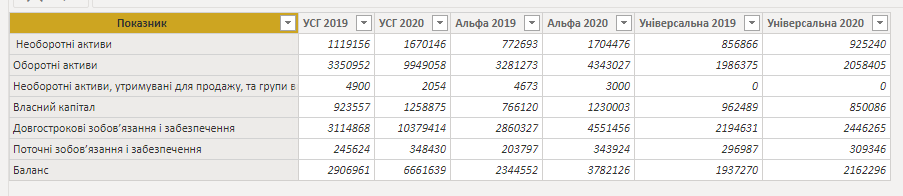 Показник УСГ 2019 УСГ 2020 Альфа 2019 Альфа 2020 Універсальна 2019 Універсальна 2020
Необоротні активи 1119156 1670146 772693 1704476 856866 925240
Оборотні активи 3350952 9949058 3281273 4343027 1986375 2058405
Необоротні активи, утримувані для продажу, та групи в 4900 2054 4673 3000 0 0
Власний капітал 923557 1258875 766120 1230003 962489 850086
Довгострокові зобов’язання і забезпечення 3114868 10379414 2860327 4551456 2194631 2446265
Поточні зобов’язання і забезпечення 245624 348430 203797 343924 296987 309346
Баланс 2906961 6661639 2344552 3782126 1937270 2162296